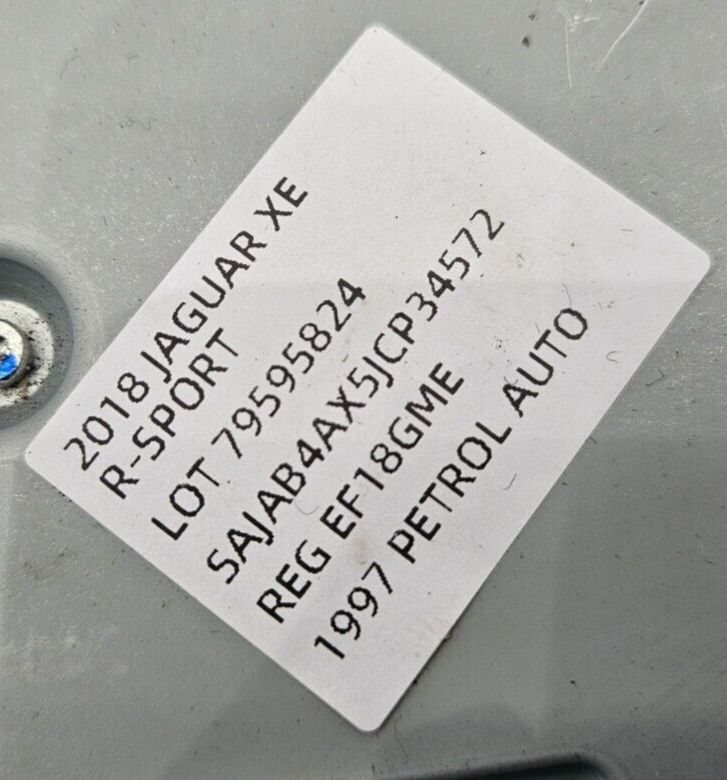 2018 JAGUAR XE
R-SPORT
LOT 79595824
SAJAB4AX5JCP34572
REG EF18GME
1997 PETROL AUTO